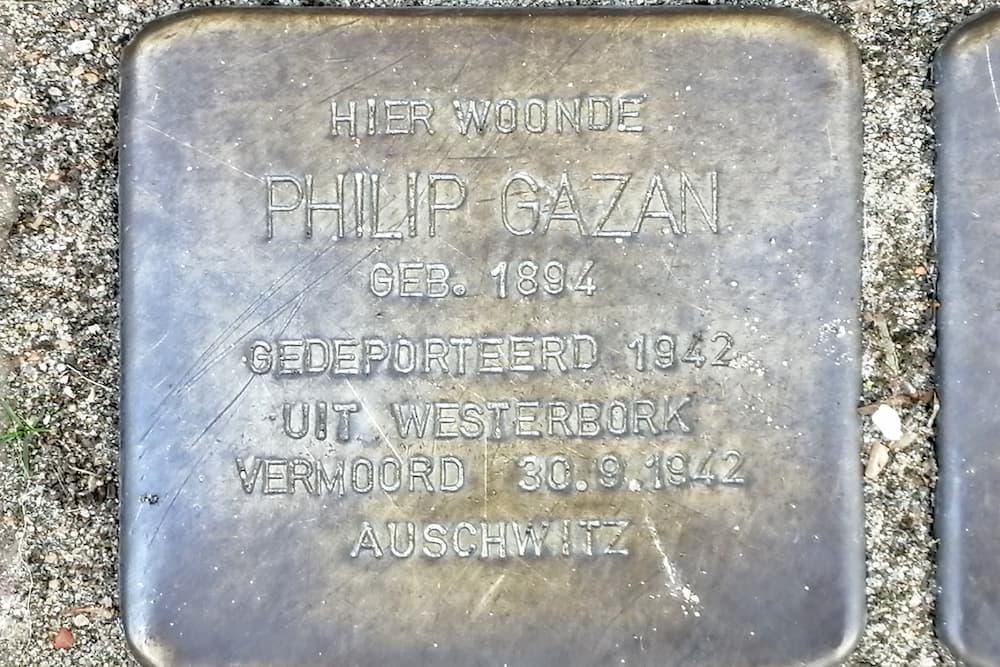 HIER WOONDE
PHILIP GAZAN
GEB. 1894
GEDEPORTEERD 1942
UIT WESTERBORK
VERMOORD 30.9.1942
AUSCHWITZ